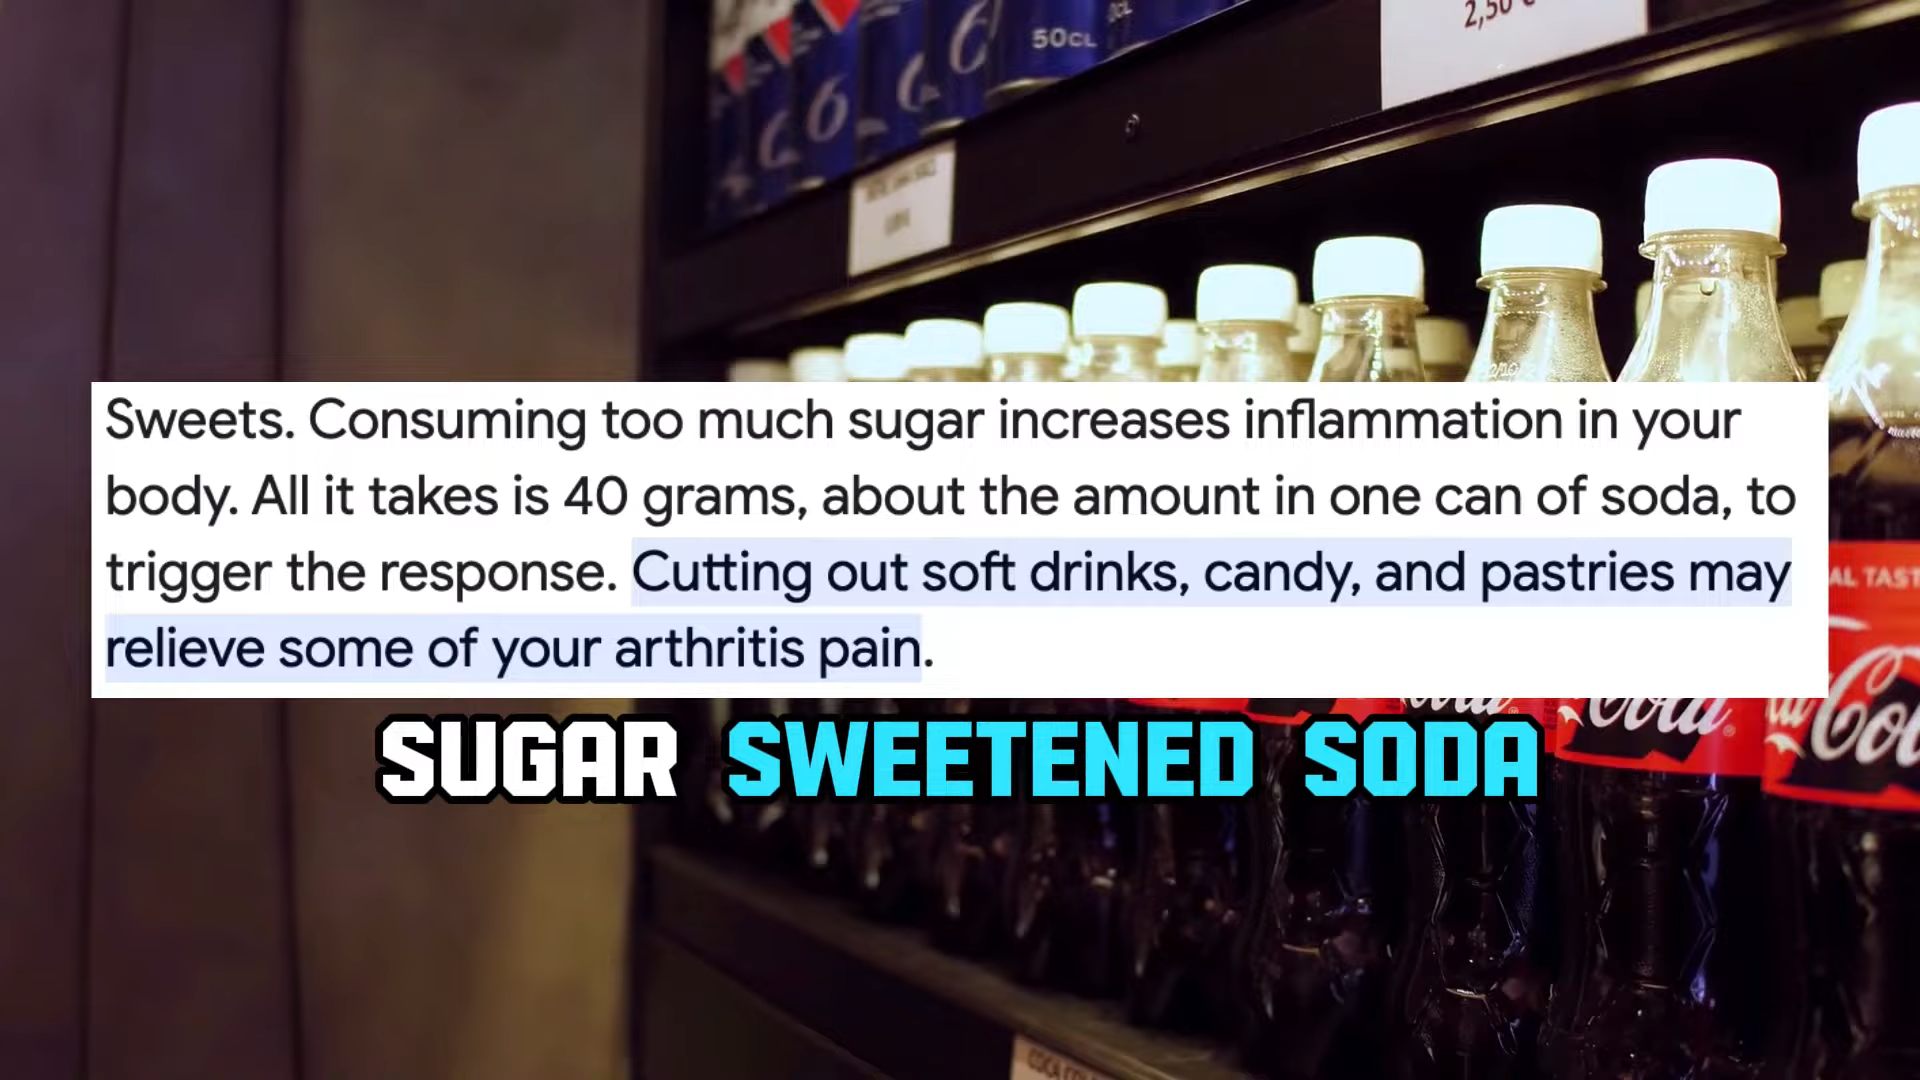 2,50 €
50CL
Sweets. Consuming too much sugar increases inflammation in your
body. All it takes is 40 grams, about the amount in one can of soda, to
trigger the response. Cutting out soft drinks, candy, and pastries may
relieve some of your arthritis pain.
SUGAR SWEETENED SODA